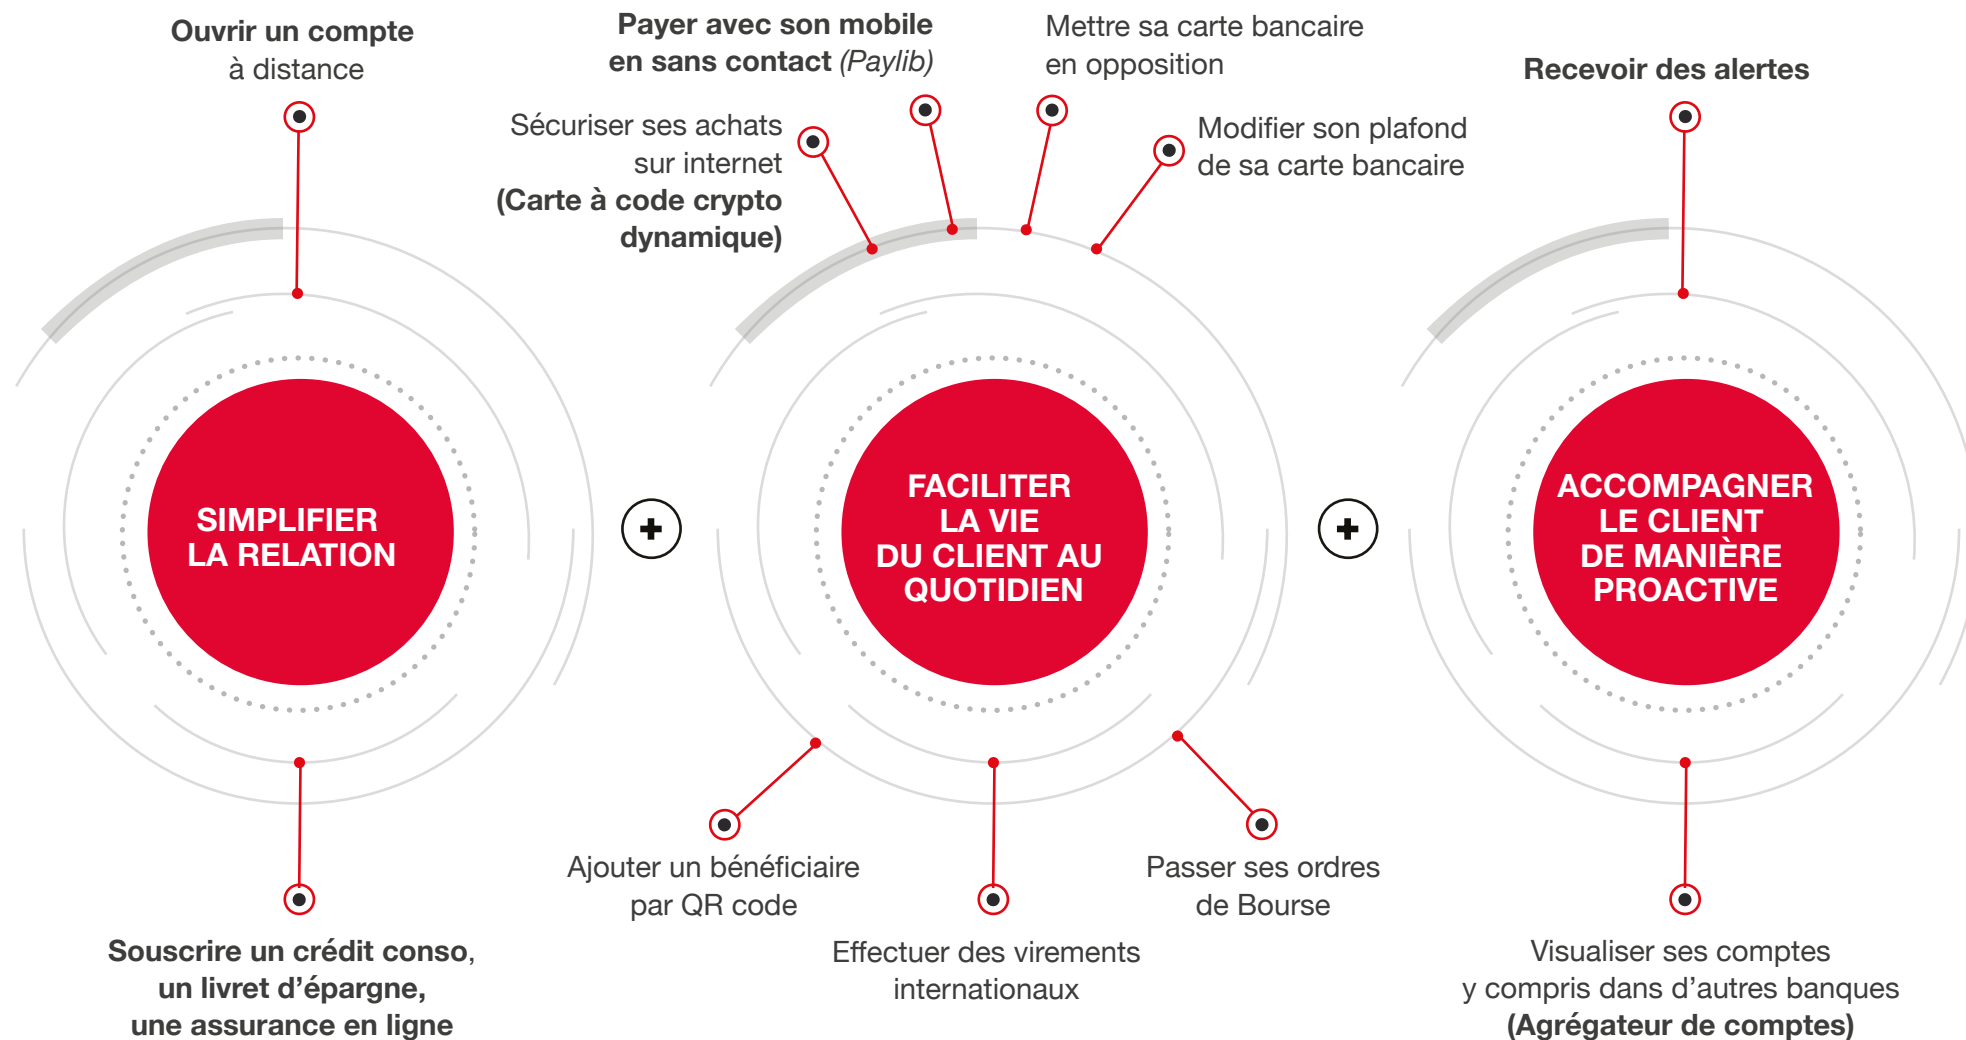 Ouvrir un compte
à distance
Payer avec son mobile
en sans contact (Paylib)
Mettre sa carte bancaire
en opposition
Recevoir des alertes
Sécuriser ses achats
sur internet
(Carte à code crypto
dynamique)
Modifier son plafond
de sa carte bancaire
SIMPLIFIER
LA RELATION
FACILITER
LA VIE
DU CLIENT AU
QUOTIDIEN
ACCOMPAGNER
LE CLIENT
DE MANIÈRE
PROACTIVE
Ajouter un bénéficiaire
par QR code
Passer ses ordres
de Bourse
Souscrire un crédit conso,
un livret d’épargne,
une assurance en ligne
Effectuer des virements
internationaux
Visualiser ses comptes
y compris dans d’autres banques
(Agrégateur de comptes)